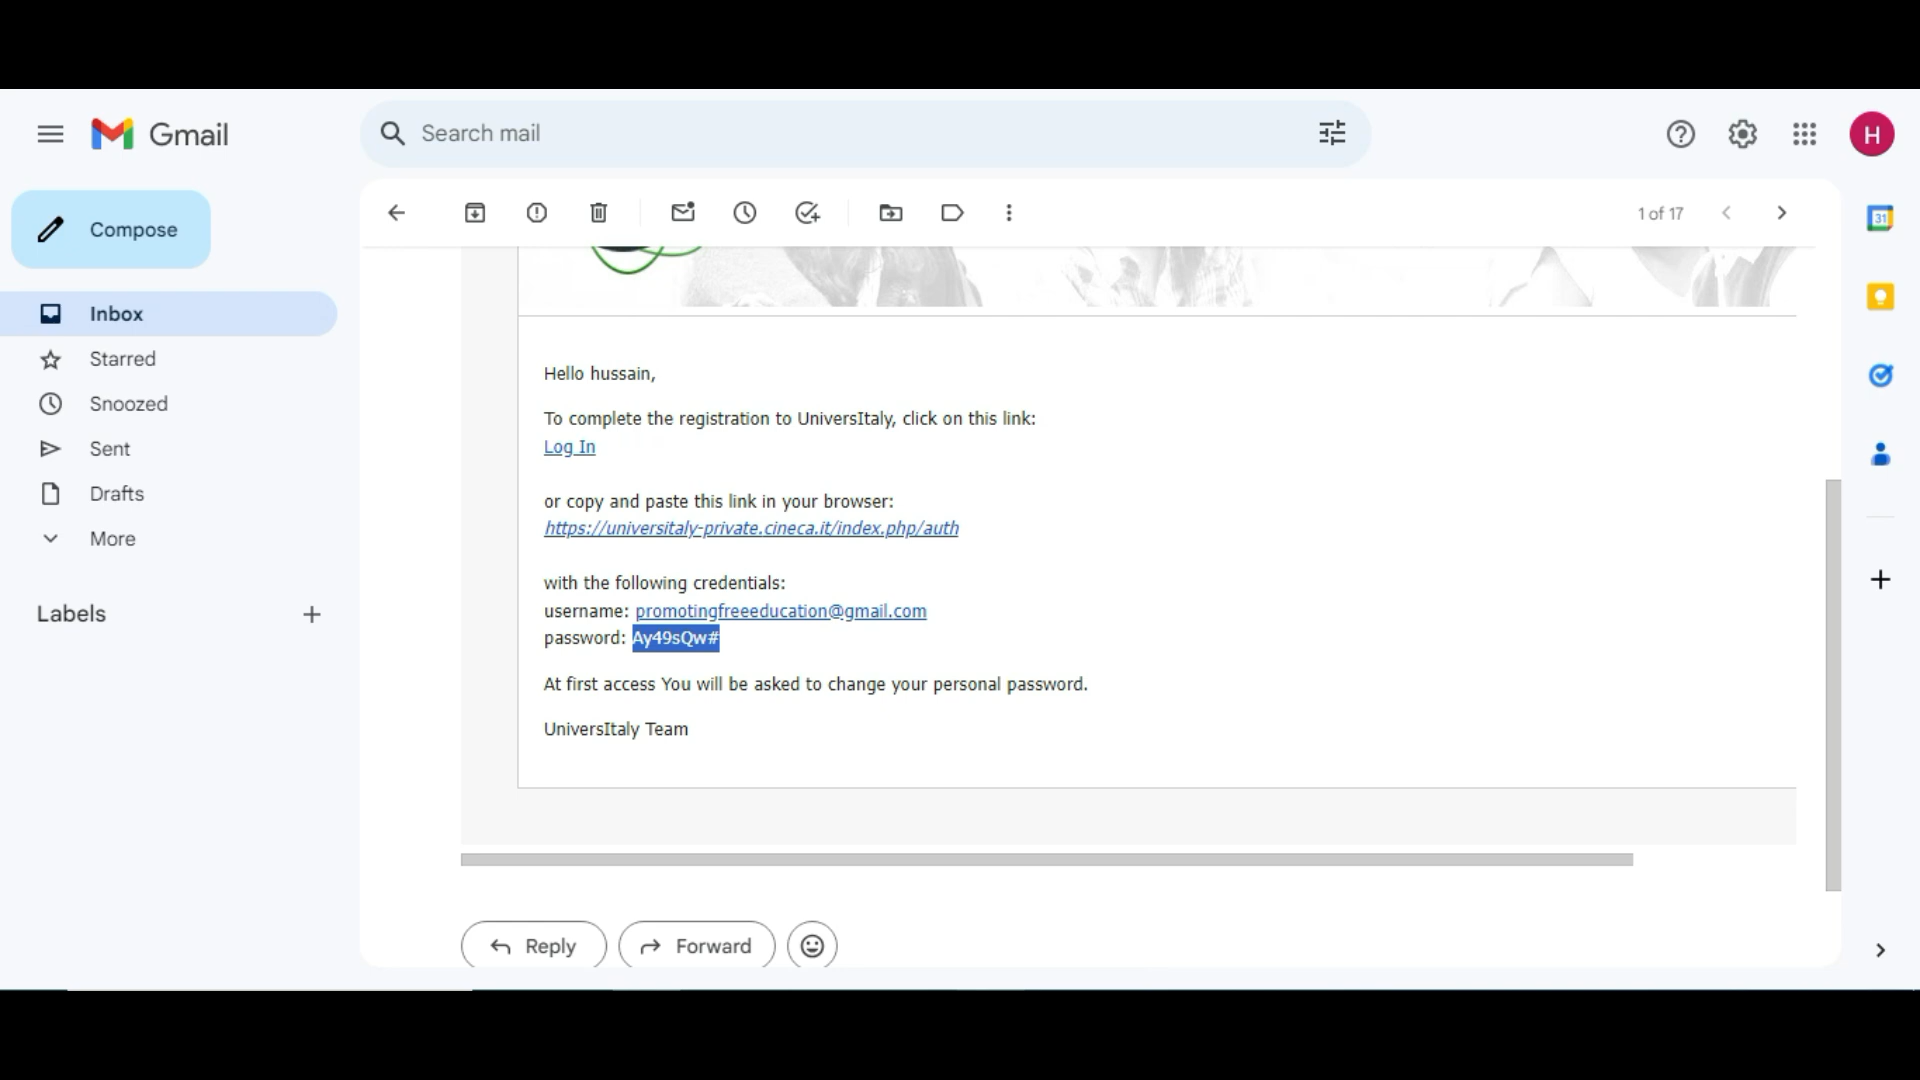 Gmail
Search mail
H
Compose
1 of 17
31
Inbox
Starred
Snoozed
Sent
Drafts
More
Labels
Hello hussain,
To complete the registration to UniversItaly, click on this link:
Log In
or copy and paste this link in your browser:
https://universitaly-private.cineca.it/index.php/auth
with the following credentials:
username: promotingfreeeducation@gmail.com
password: Ay49sQw#
At first access You will be asked to change your personal password.
UniversItaly Team
Reply
Forward